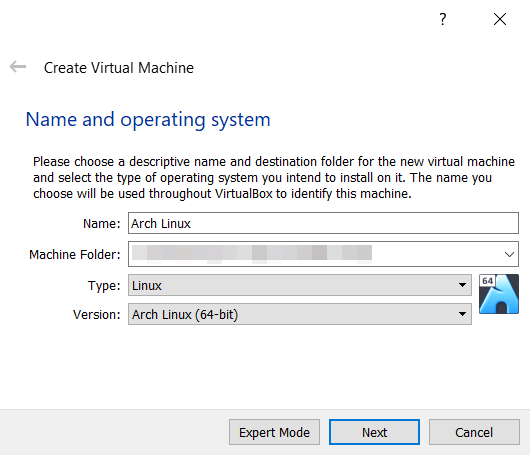 ?
Create Virtual Machine
Name and operating system
Please choose a descriptive name and destination folder for the new virtual machine
and select the type of operating system you intend to install on it. The name you
choose will be used throughout VirtualBox to identify this machine.
Name: Arch Linux
Machine Folder:
Type: Linux
64
Version: Arch Linux (64-bit)
Expert Mode Next Cancel